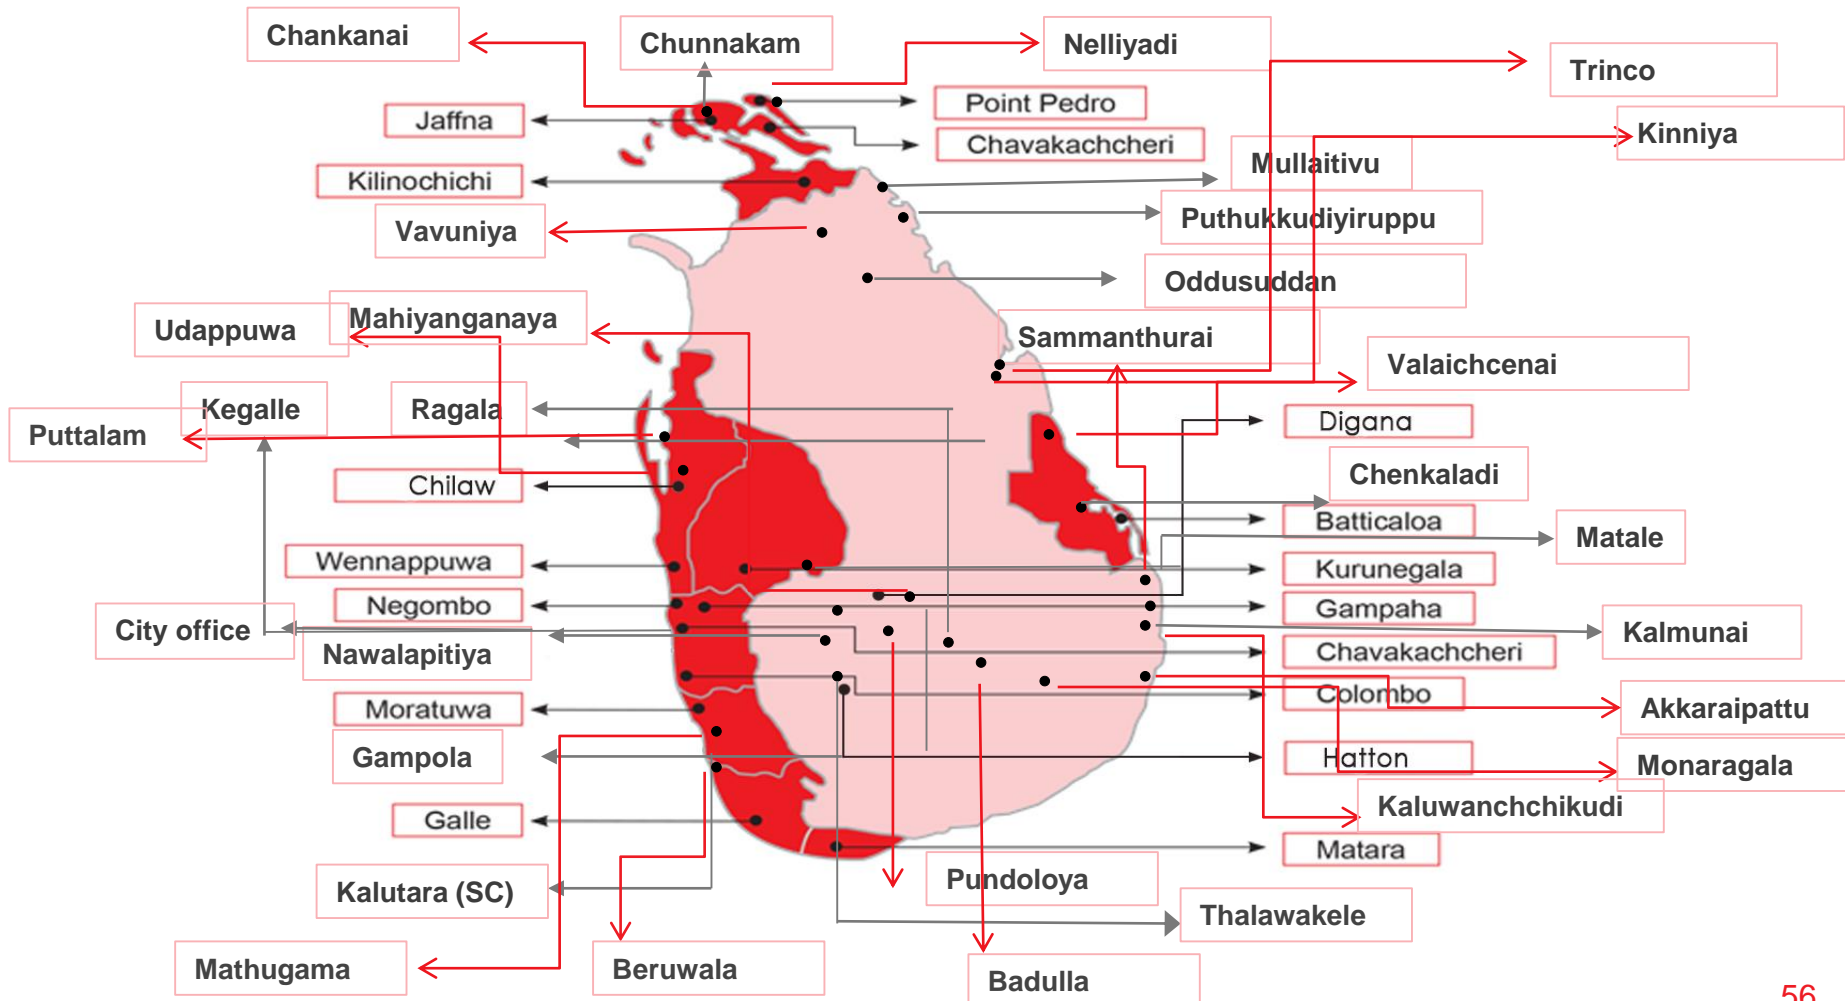 Chankanai
Chunnakam
Nelliyadi
Trinco
Jaffna
Point Pedro
Chavakachcheri
Kinniya
Kilinochichi
Mullaitivu
Vavuniya
Puthukkudiyiruppu
Oddusuddan
Udappuwa
Mahiyanganaya
Sammanthurai
Valaichcenai
Puttalam
Kegalle
Ragala
Digana
Chilaw
Chenkaladi
Batticaloa
Matale
Wennappuwa
Kurunegala
Negombo
Gampaha
City office
Nawalapitiya
Chavakachcheri
Kalmunai
Moratuwa
Colombo
Akkaraipattu
Gampola
Hatton
Monaragala
Kaluwanchchikudi
Galle
Matara
Kalutara (SC)
Pundoloya
Thalawakele
Mathugama
Beruwala
Badulla
56